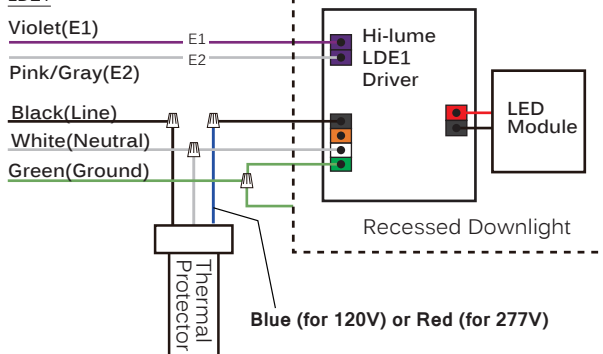 Violet(E1)
E1
E2
Pink/Gray(E2)
Black(Line)
White(Neutral)
Green(Ground)
Hi-lume
LDE1
Driver
LED
Module
Recessed Downlight
Thermal
Protector
Blue (for 120V) or Red (for 277V)